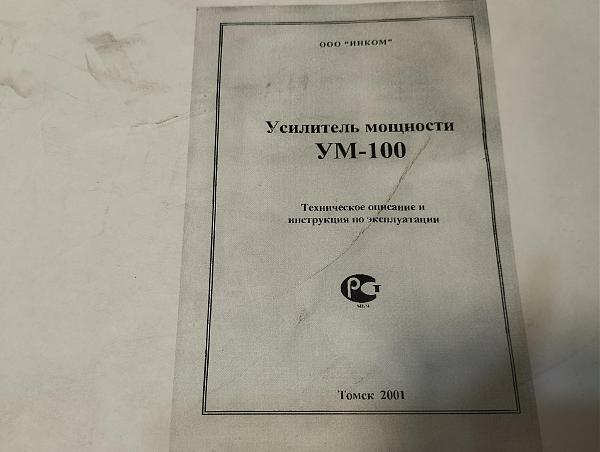 ООО "ИНКОМ"
Усилитель мощности
УМ-100
Техническое описание и
инструкция по эксплуатации
Томск 2001